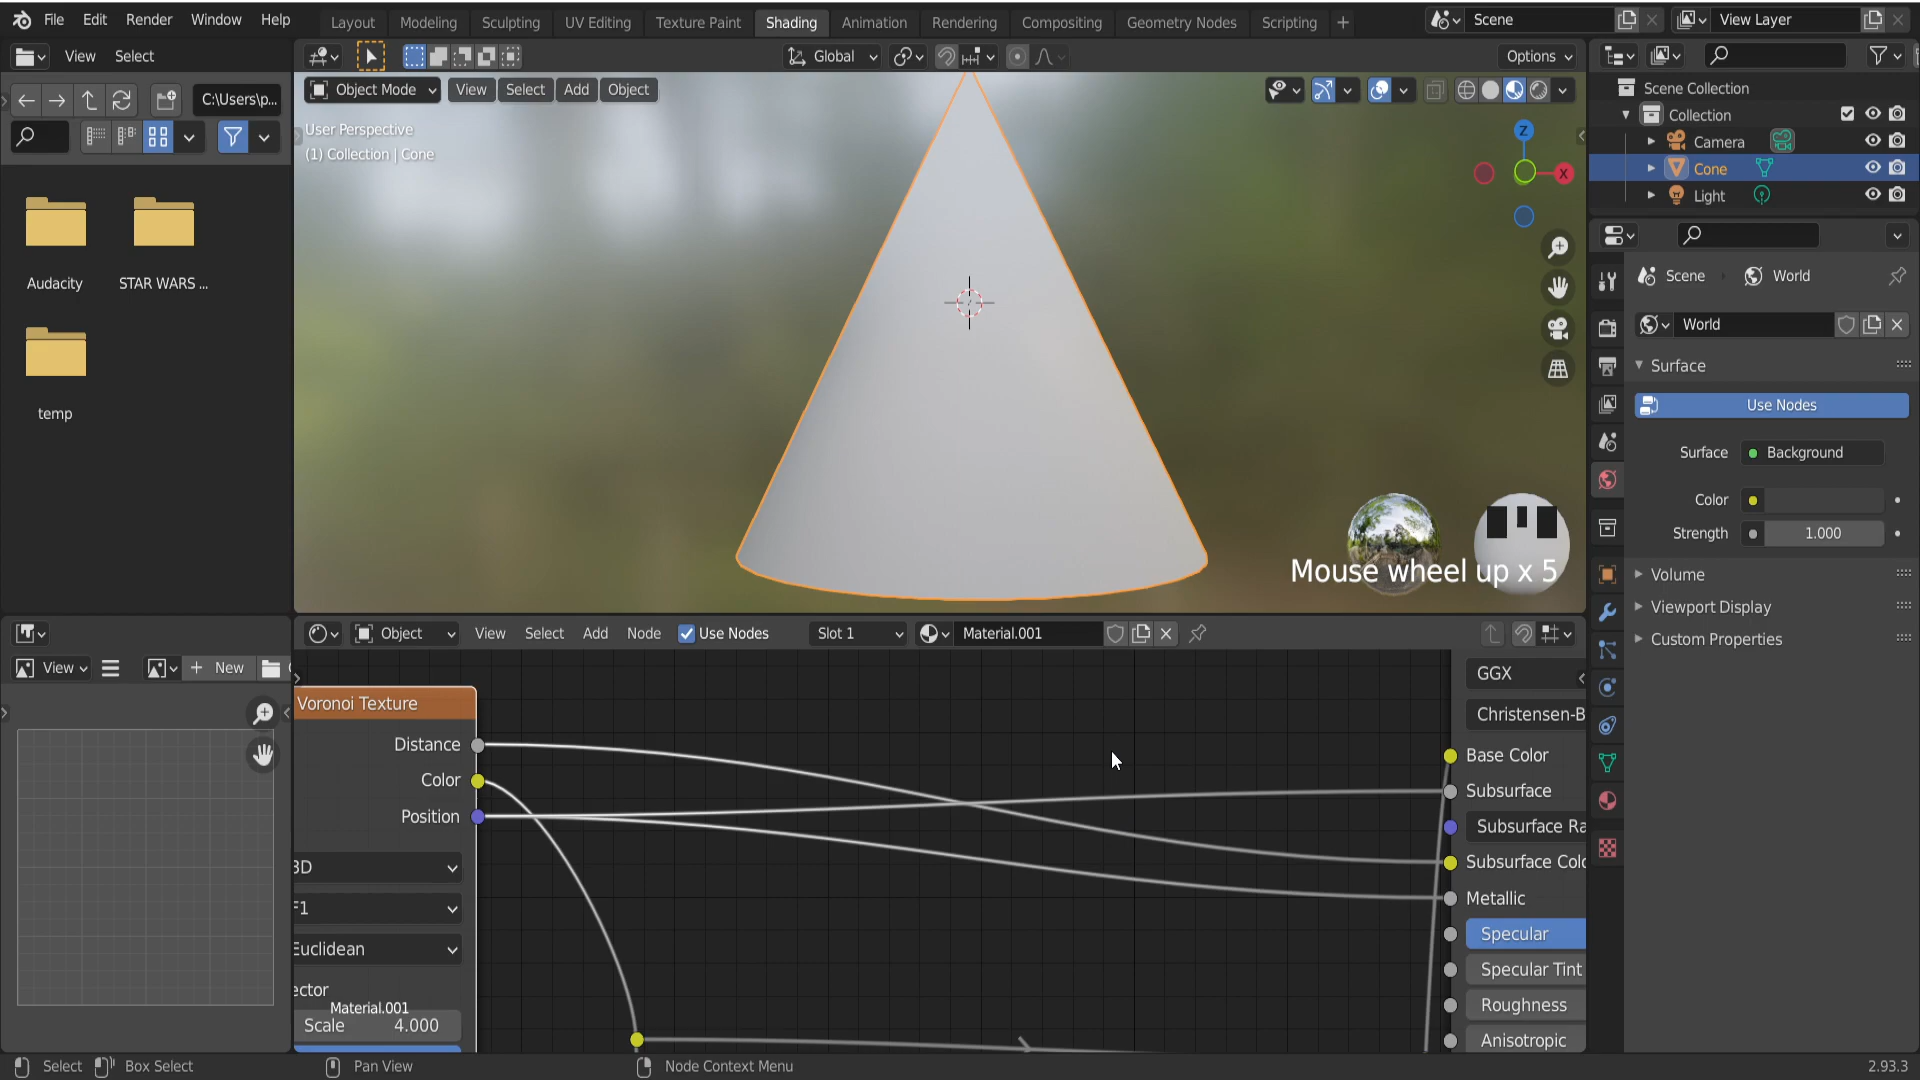 File Edit Render Window Help
Layout Modeling Sculpting UV Editing Texture Paint Shading Animation Rendering Compositing Geometry Nodes Scripting +
Scene
View Layer
View Select
Global
Options
C:\Users\p...
Object Mode View Select Add Object
User Perspective
(1) Collection | Cone
Z
X
Audacity
STAR WARS ...
temp
Mouse wheel up x 5
Scene Collection
Collection
Camera
Cone
Light
Scene World
World
Surface
Use Nodes
Surface Background
Color
Strength 1.000
Volume
Viewport Display
Custom Properties
Object View Select Add Node Use Nodes Slot 1 Material.001
View + New
Voronoi Texture
Distance
Color
Position
3D
F1
Euclidean
ector
Material.001
Scale 4.000
GGX
Christensen-B
Base Color
Subsurface
Subsurface Ra
Subsurface Colo
Metallic
Specular
Specular Tint
Roughness
Anisotropic
Select Box Select Pan View Node Context Menu
2.93.3